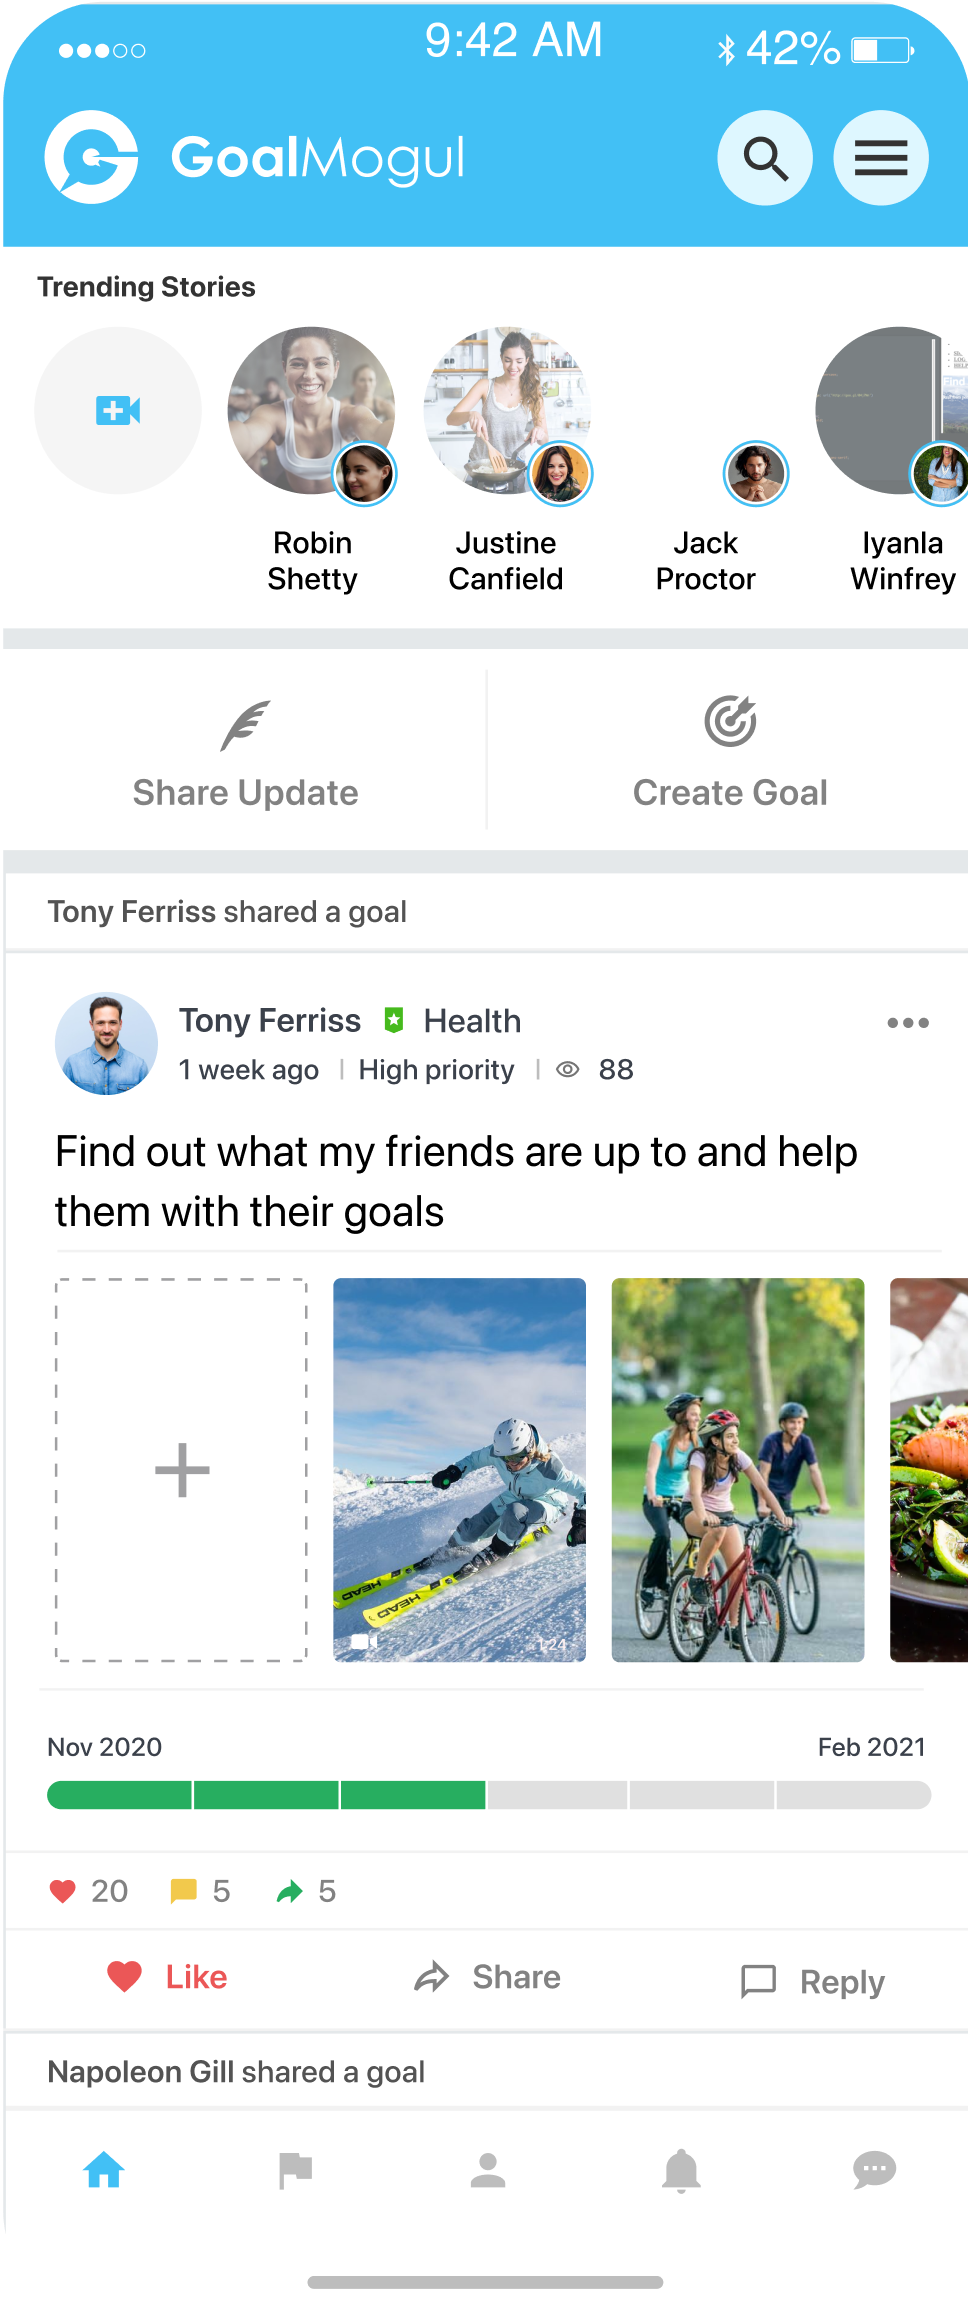 9:42 AM
42%
GoalMogul
Trending Stories
Find
Robin
Shetty
Justine
Canfield
Jack
Proctor
Iyanla
Winfrey
Share Update
Create Goal
Tony Ferriss shared a goal
Tony Ferriss Health
1 week ago | High priority | 88
Find out what my friends are up to and help
them with their goals
HEAD
HEAD
1:24
Nov 2020
Feb 2021
20 5 5
Like Share Reply
Napoleon Gill shared a goal